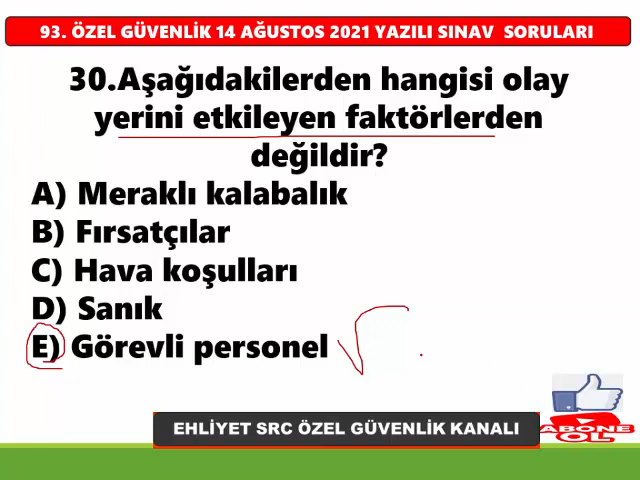 93. ÖZEL GÜVENLİK 14 AĞUSTOS 2021 YAZILI SINAV SORULARI
30.Aşağıdakilerden hangisi olay
yerini etkileyen faktörlerden
değildir?
A) Meraklı kalabalık
B) Fırsatçılar
C) Hava koşulları
D) Sanık
E) Görevli personel
EHLİYET SRC ÖZEL GÜVENLİK KANALI
ABONE
OL